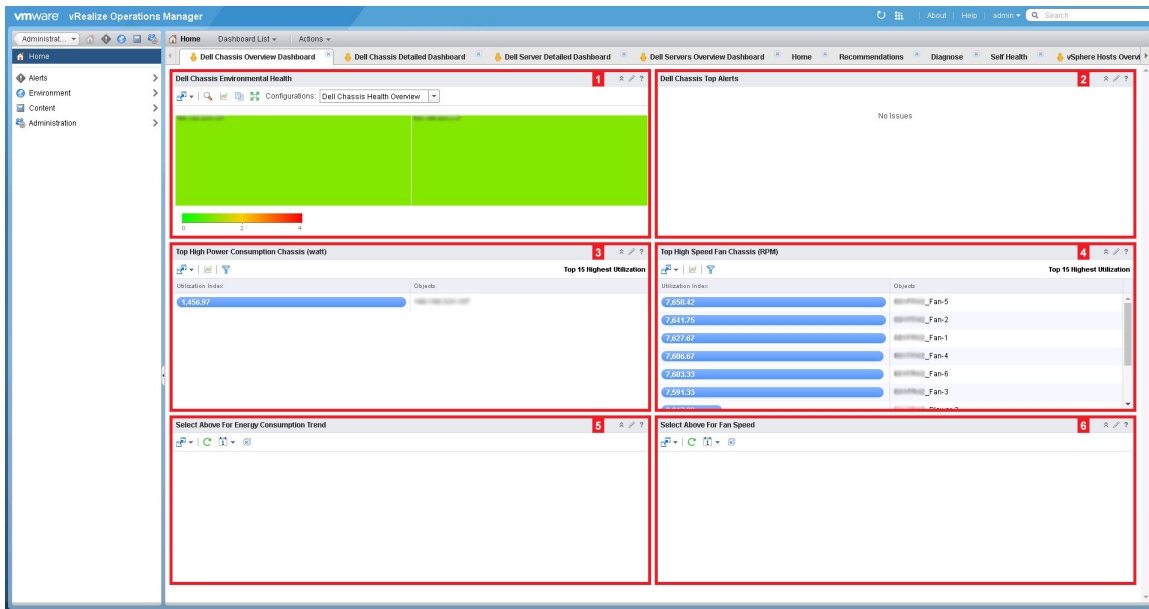 vmware vRealize Operations Manager
About Help admin Search
Administrat...
Home Dashboard List Actions
Home
Dell Chassis Overview Dashboard Dell Chassis Detailed Dashboard Dell Server Detailed Dashboard Dell Servers Overview Dashboard Home Recommendations Diagnose Self Health vSphere Hosts Overvi
Alerts
Environment
Content
Administration
Dell Chassis Environmental Health 1 ?
Configurations: Dell Chassis Health Overview
0 2 4
Dell Chassis Top Alerts 2 ?
No Issues
Top High Power Consumption Chassis (watt) 3 ?
Top 15 Highest Utilization
Utilization Index Objects
1,456.97
Top High Speed Fan Chassis (RPM) 4 ?
Top 15 Highest Utilization
Utilization Index Objects
7,658.42 _Fan-5
7,641.75 _Fan-2
7,627.67 _Fan-1
7,606.67 _Fan-4
7,603.33 _Fan-6
7,591.33 _Fan-3
Select Above For Energy Consumption Trend 5 ?
1
Select Above For Fan Speed 6 ?
1